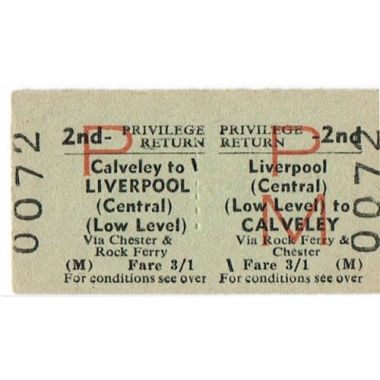 0072
2nd- PRIVILEGE RETURN
P
Calveley to \
LIVERPOOL
(Central)
(Low Level)
Via Chester &
Rock Ferry
(M) Fare 3/1
For conditions see over
PRIVILEGE RETURN -2nd
P
M
Liverpool
(Central)
(Low Level) to
CALVELEY
Via Rock Ferry &
Chester
\ Fare 3/1 (M)
For conditions see over
0072